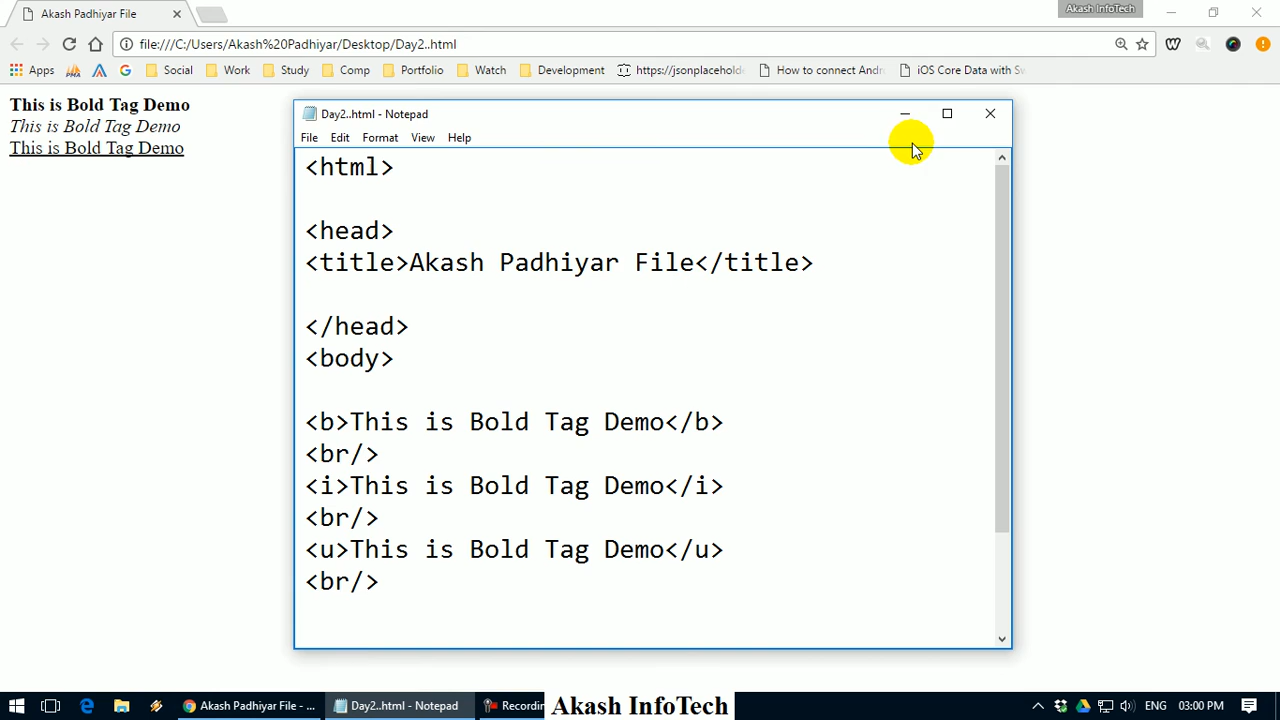 Akash Padhiyar File
Akash InfoTech
file:///C:/Users/Akash%20Padhiyar/Desktop/Day2..html
Apps
Social
Work
Study
Comp
Portfolio
Watch
Development
https://jsonplaceholde
How to connect Andr
iOS Core Data with Sw
This is Bold Tag Demo
This is Bold Tag Demo
This is Bold Tag Demo
Day2..html - Notepad
File Edit Format View Help
<html>
<head>
<title>Akash Padhiyar File</title>
</head>
<body>
<b>This is Bold Tag Demo</b>
<br/>
<i>This is Bold Tag Demo</i>
<br/>
<u>This is Bold Tag Demo</u>
<br/>
Akash Padhiyar File - ...
Day2..html - Notepad
Recordin
Akash InfoTech
ENG
03:00 PM